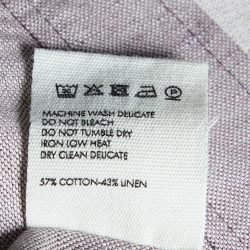 MACHINE WASH DELICATE
DO NOT BLEACH
DO NOT TUMBLE DRY
IRON LOW HEAT
DRY CLEAN DELICATE
57% COTTON-43% LINEN